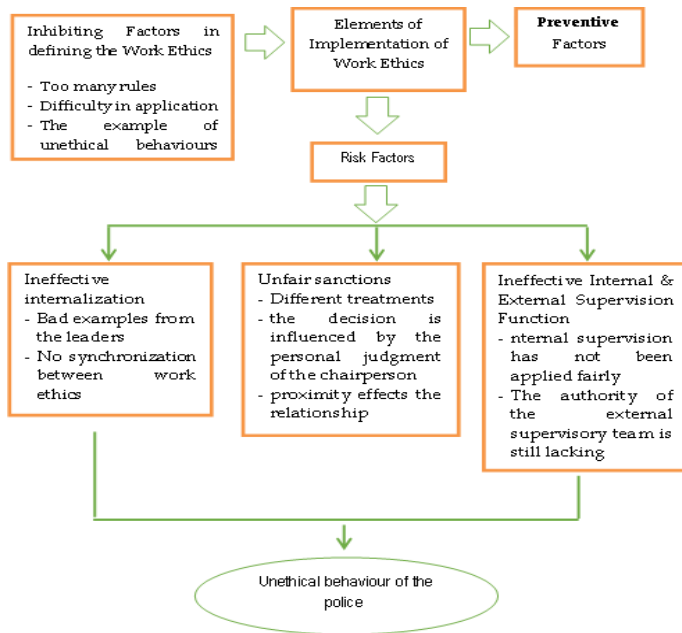 Inhibiting Factors in
defining the Work Ethics
- Too many rules
- Difficulty in application
- The example of
unethical behaviours
Elements of
Implementation of
Work Ethics
Preventive
Factors
Risk Factors
Ineffective
internalization
- Bad examples from
the leaders
- No synchronization
between work
ethics
Unfair sanctions
- Different treatments
- the decision is
influenced by the
personal judgment
of the chairperson
- proximity effects the
relationship
Ineffective Internal &
External Supervision
Function
- nternal supervision
has not been
applied fairly
- The authority of
the external
supervisory team is
still lacking
Unethical behaviour of the
police